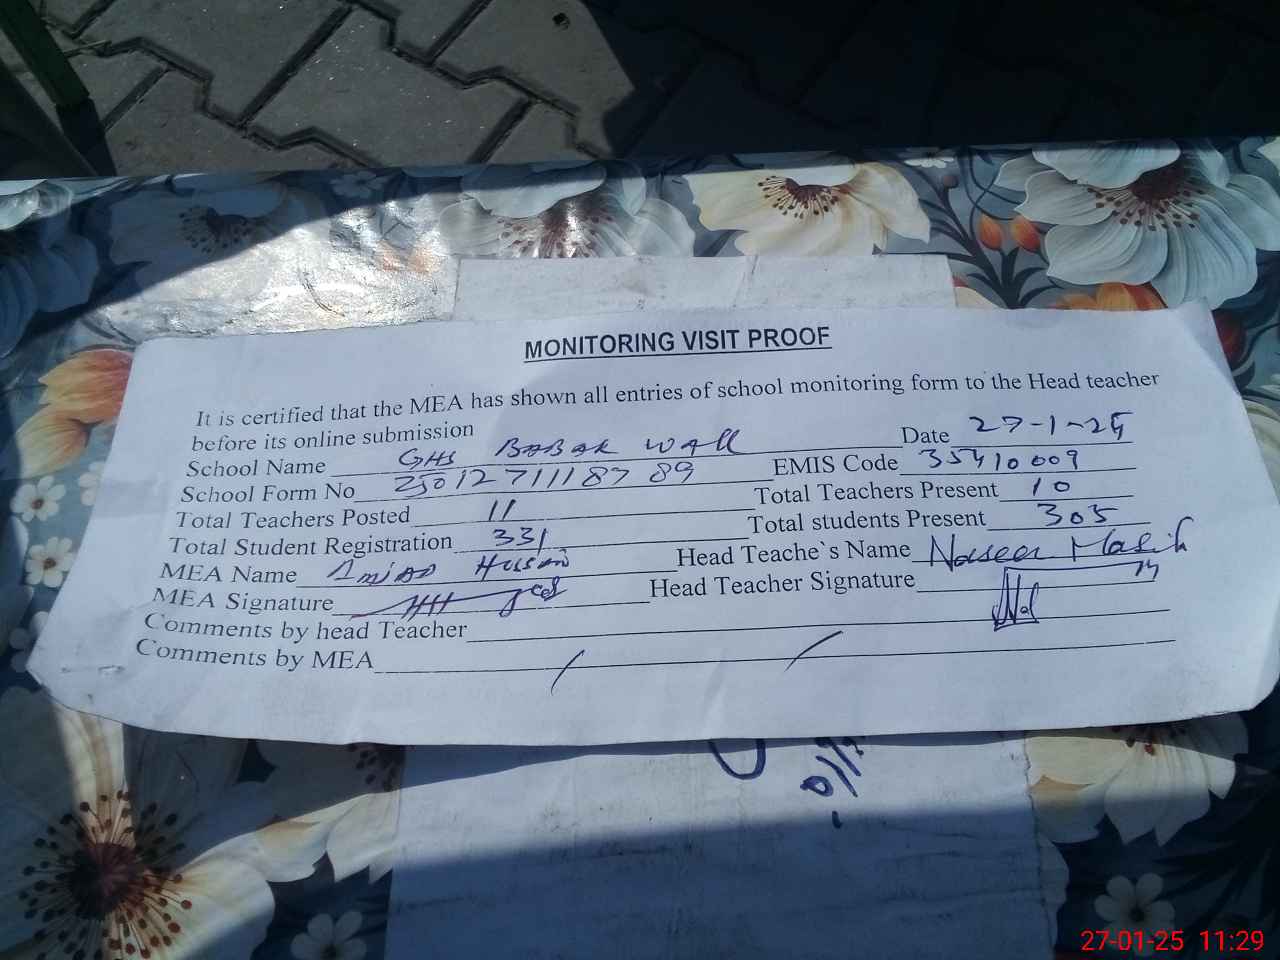 MONITORING VISIT PROOF
It is certified that the MEA has shown all entries of school monitoring form to the Head teacher
before its online submission
Date 27-1-25
School Name GHS BABAK WALL
EMIS Code 35410009
School Form No 25012711187 89
Total Teachers Present 10
Total Teachers Posted 11
Total students Present 305
Total Student Registration 331
Head Teache`s Name Naseer Masih
MEA Name AmjAD Hussain
Head Teacher Signature
MEA Signature
Comments by head Teacher
Comments by MEA
27-01-25 11:29